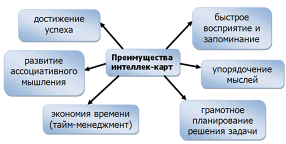 достижение
успеха
быстрое
восприятие и
запоминание
развитие
ассоциативного
мышления
Преимущества
интеллек-карт
упорядочение
мыслей
экономия времени
(тайм-менеджмент)
грамотное
планирование
решения задачи